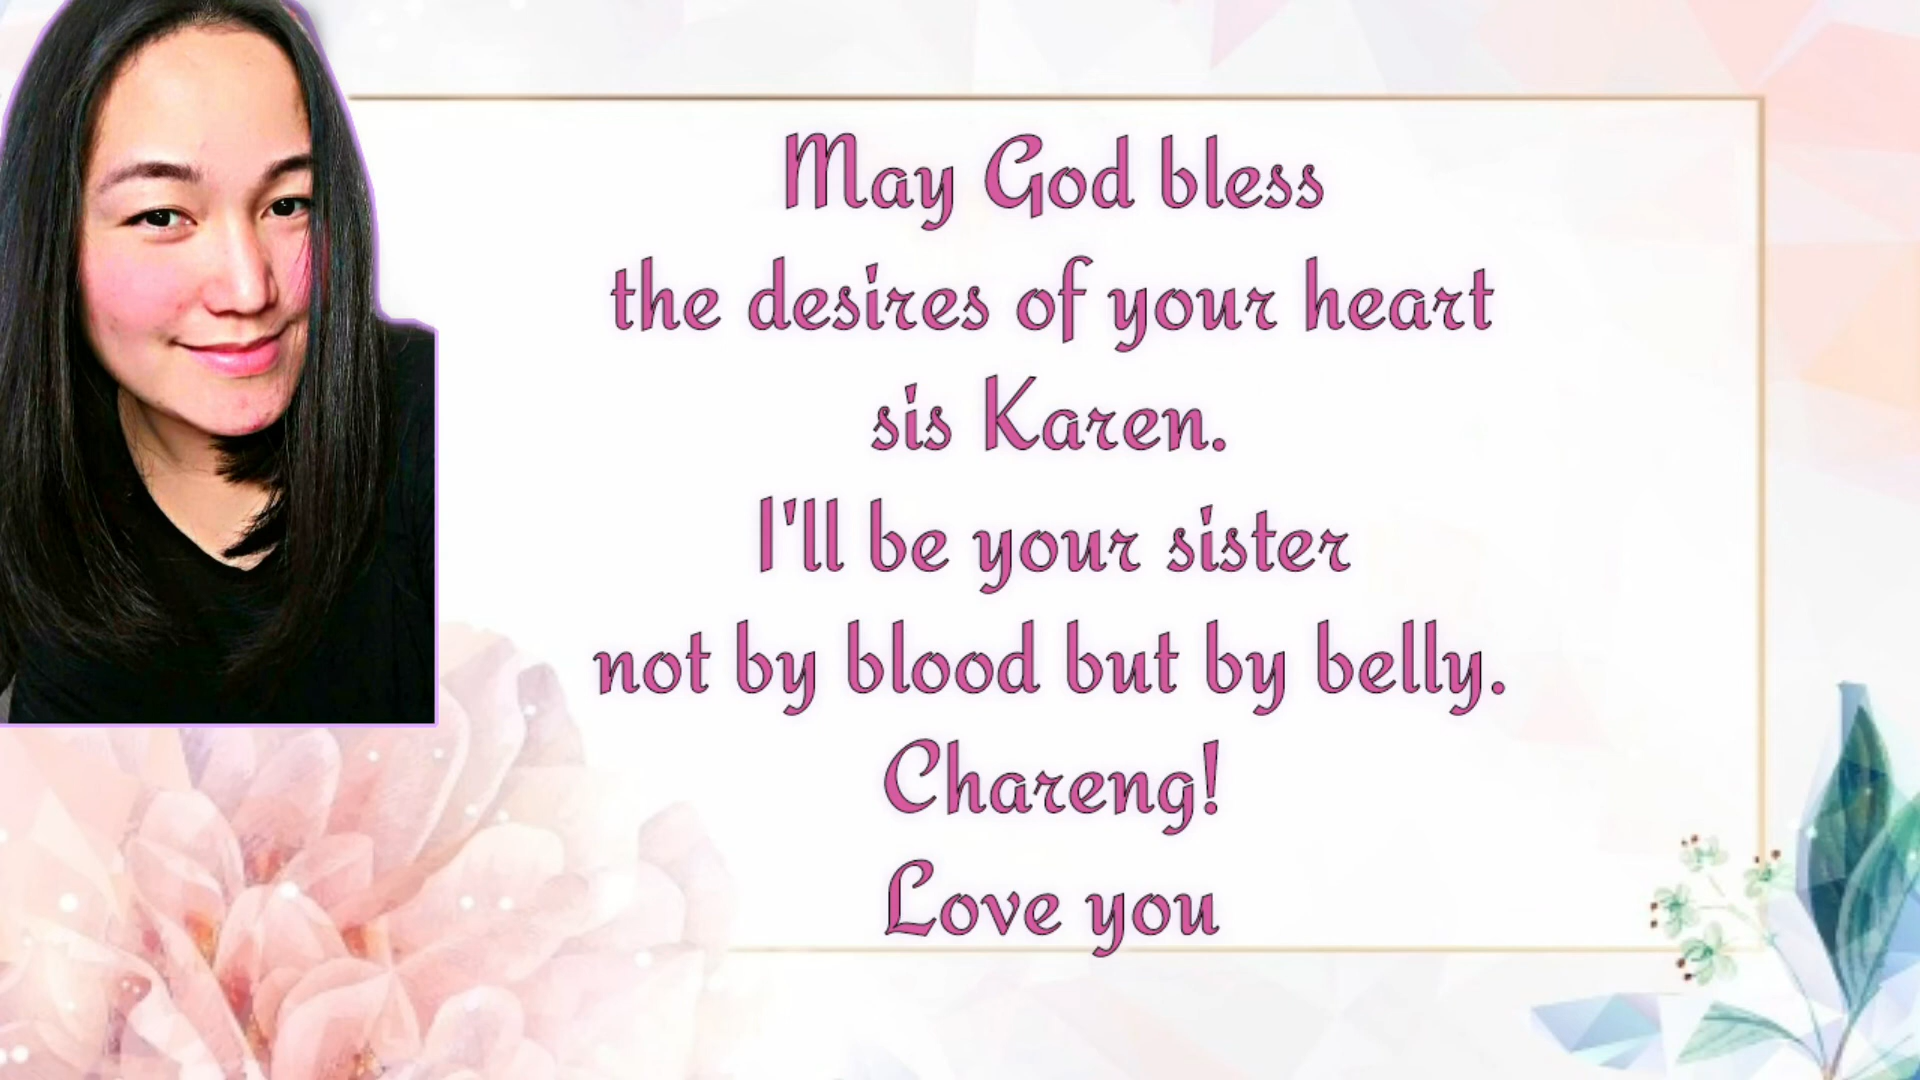 May God bless
the desires of your heart
sis Karen.
I'll be your sister
not by blood but by belly.
Chareng!
Love you